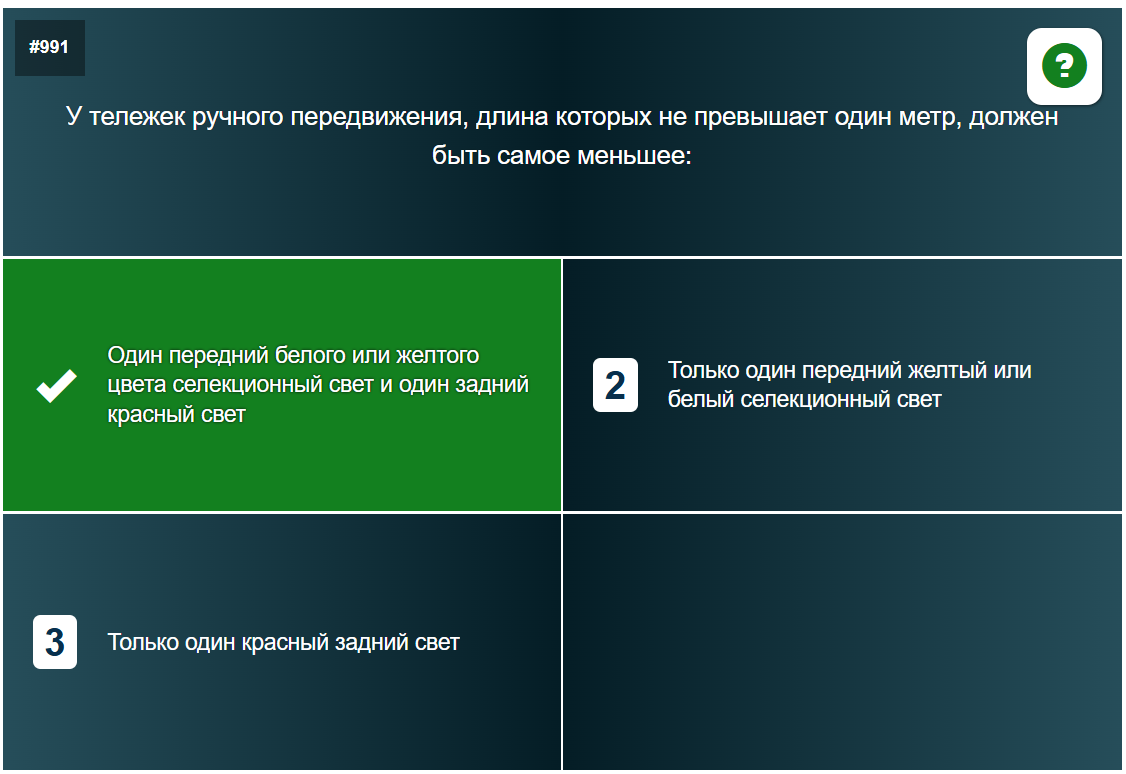 #991
?
У тележек ручного передвижения, длина которых не превышает один метр, должен
быть самое меньшее:
Один передний белого или желтого
цвета селекционный свет и один задний
красный свет
2
Только один передний желтый или
белый селекционный свет
3
Только один красный задний свет